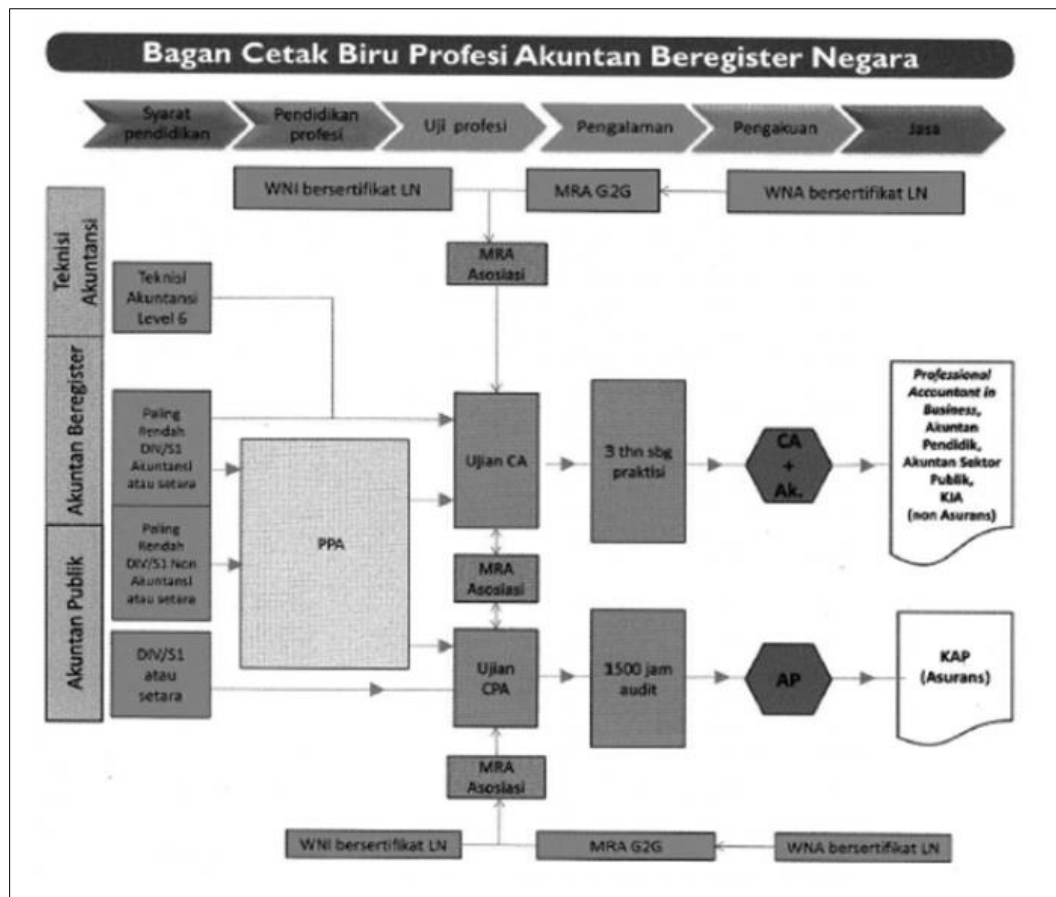 Bagan Cetak Biru Profesi Akuntan Beregister Negara
Syarat
pendidikan
Pendidikan
profesi
Uji profesi
Pengalaman
Pengakuan
Jasa
WNI bersertifikat LN
MRA G2G
WNA bersertifikat LN
MRA
Asosiasi
Teknisi
Akuntansi
Teknisi
Akuntansi
Level 6
Akuntan Beregister
Paling
Rendah
DIV/S1
Akuntansi
atau setara
Ujian CA
3 thn sbg
praktisi
CA
+
Ak.
Professional
Accountant in
Business,
Akuntan
Pendidik,
Akuntan Sektor
Publik,
KJA
(non Asurans)
PPA
Paling
Rendah
DIV/S1 Non
Akuntansi
atau setara
MRA
Asosiasi
Akuntan Publik
DIV/S1
atau
setara
Ujian
CPA
1500 jam
audit
AP
KAP
(Asurans)
MRA
Asosiasi
WNI bersertifikat LN
MRA G2G
WNA bersertifikat LN